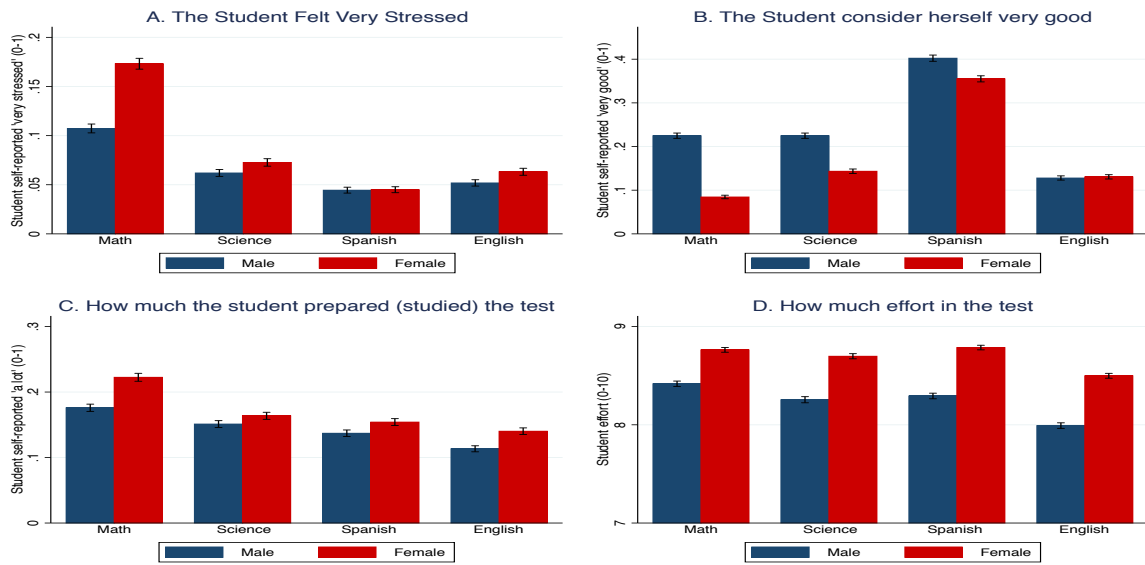 A. The Student Felt Very Stressed
Student self-reported 'very stressed' (0-1)
.2
.15
.1
.05
0
Math Science Spanish English
Male Female
B. The Student consider herself very good
Student self-reported 'very good' (0-1)
.4
.3
.2
.1
0
Math Science Spanish English
Male Female
C. How much the student prepared (studied) the test
Student self-reported 'a lot' (0-1)
.3
.2
.1
0
Math Science Spanish English
Male Female
D. How much effort in the test
Student effort (0-10)
9
8
7
Math Science Spanish English
Male Female